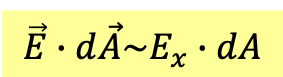 E⃗ · dA⃗~Eₓ · dA